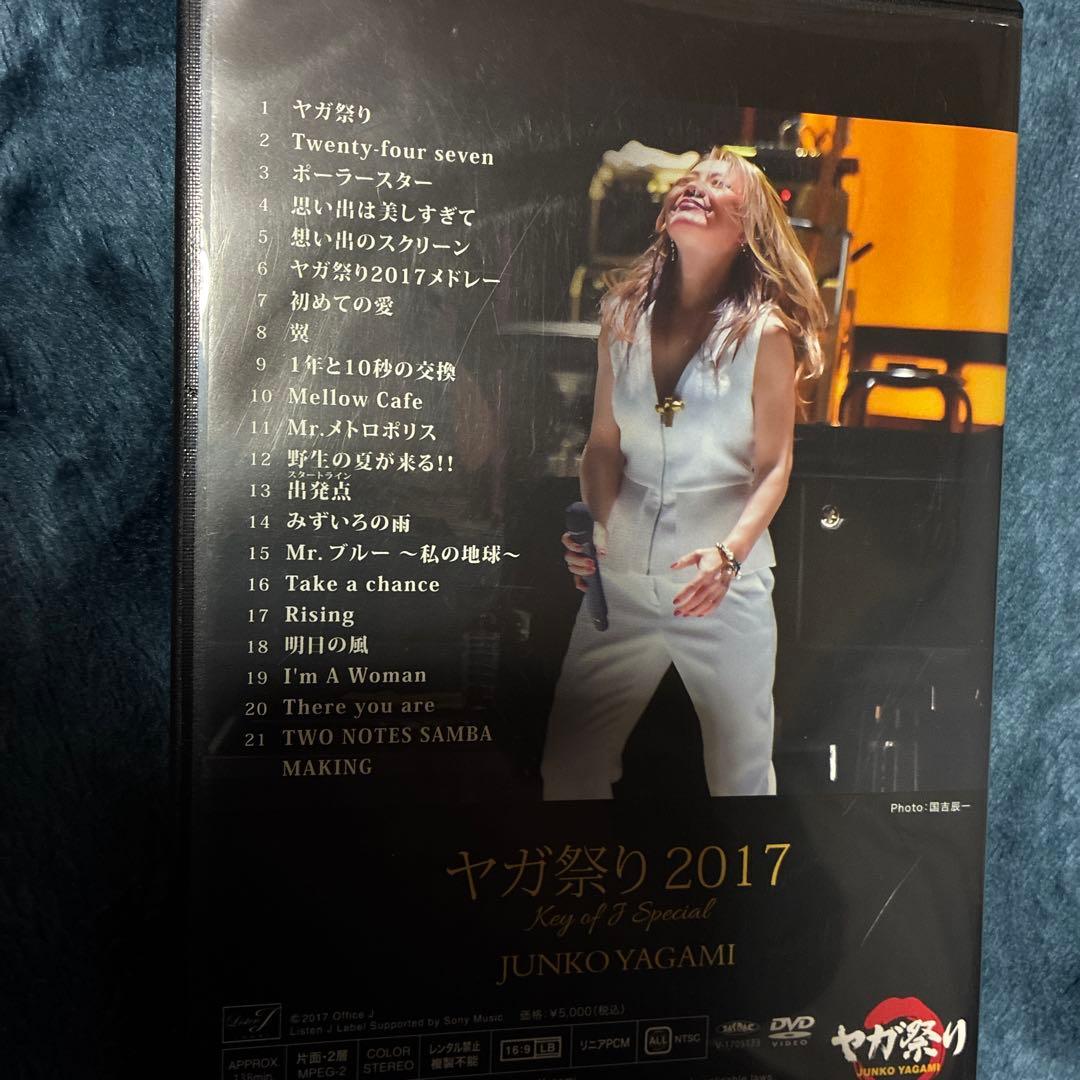 1 ヤガ祭り
2 Twenty-four seven
3 ポーラースター
4 思い出は美しすぎて
5 想い出のスクリーン
6 ヤガ祭り2017メドレー
7 初めての愛
8 翼
9 1年と10秒の交換
10 Mellow Cafe
11 Mr.メトロポリス
12 野生の夏が来る!!
スタートライン
13 出発点
14 みずいろの雨
15 Mr. ブルー ～私の地球～
16 Take a chance
17 Rising
18 明日の風
19 I'm A Woman
20 There you are
21 TWO NOTES SAMBA
MAKING
Photo：国吉辰一
ヤガ祭り 2017
Key of J Special
JUNKO YAGAMI
Listen J
©2017 Office J 価格：¥5,000(税込)
Listen J Label Supported by Sony Music
APPROX.
片面・2層
MPEG-2
COLOR
STEREO
レンタル禁止
複製不能
16:9 LB
リニアPCM
ALL NTSC
DVD
VIDEO
ヤガ祭り
JUNKO YAGAMI